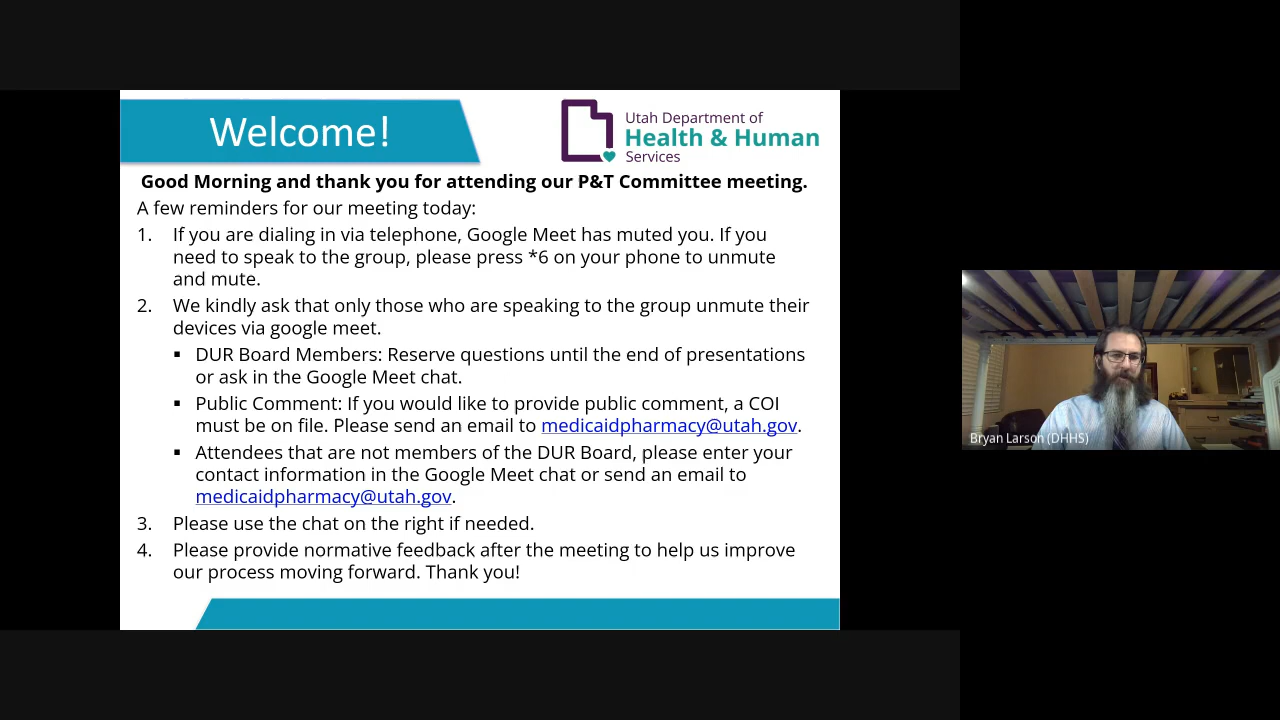 Welcome!
Utah Department of
Health & Human
Services
Good Morning and thank you for attending our P&T Committee meeting.
A few reminders for our meeting today:
1. If you are dialing in via telephone, Google Meet has muted you. If you
need to speak to the group, please press *6 on your phone to unmute
and mute.
2. We kindly ask that only those who are speaking to the group unmute their
devices via google meet.
▪ DUR Board Members: Reserve questions until the end of presentations
or ask in the Google Meet chat.
▪ Public Comment: If you would like to provide public comment, a COI
must be on file. Please send an email to medicaidpharmacy@utah.gov.
▪ Attendees that are not members of the DUR Board, please enter your
contact information in the Google Meet chat or send an email to
medicaidpharmacy@utah.gov.
3. Please use the chat on the right if needed.
4. Please provide normative feedback after the meeting to help us improve
our process moving forward. Thank you!
Bryan Larson (DHHS)